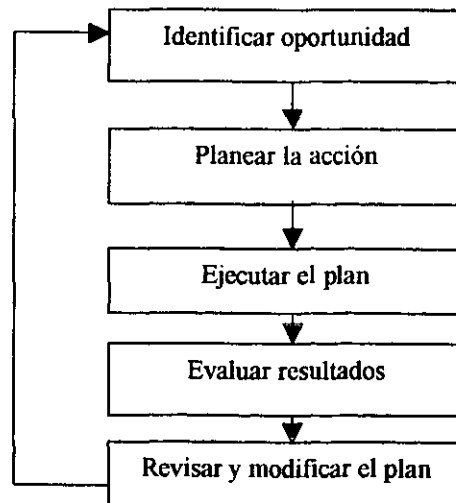 Identificar oportunidad
Planear la acción
Ejecutar el plan
Evaluar resultados
Revisar y modificar el plan